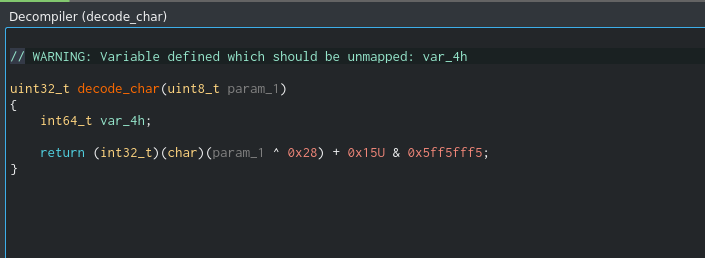 Decompiler (decode_char)
// WARNING: Variable defined which should be unmapped: var_4h
uint32_t decode_char(uint8_t param_1)
{
int64_t var_4h;
return (int32_t)(char)(param_1 ^ 0x28) + 0x15U & 0x5ff5fff5;
}